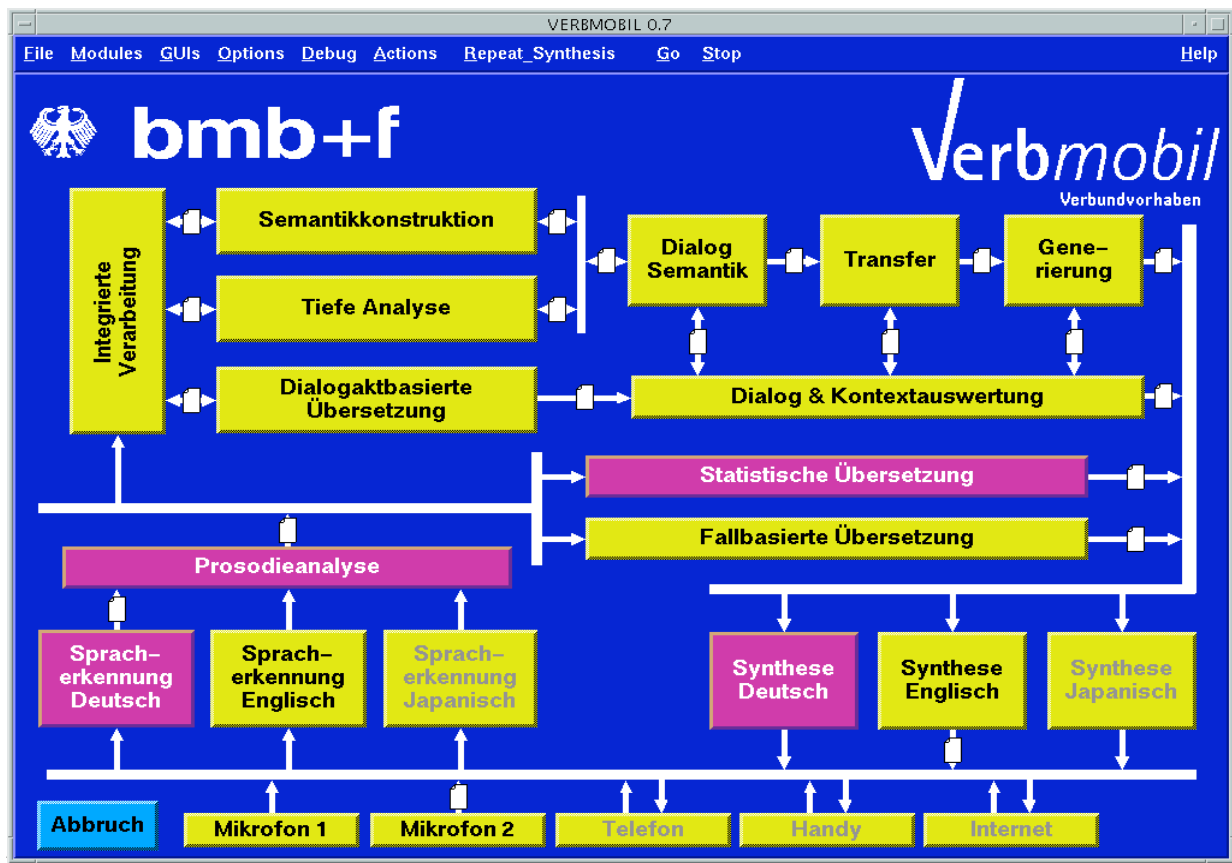 VERBMOBIL 0.7
File Modules GUIs Options Debug Actions Repeat_Synthesis Go Stop Help
bmb+f
Verbmobil
Verbundvorhaben
Integrierte
Verarbeitung
Semantikkonstruktion
Tiefe Analyse
Dialogaktbasierte
Übersetzung
Dialog
Semantik
Transfer
Gene-
rierung
Dialog & Kontextauswertung
Statistische Übersetzung
Fallbasierte Übersetzung
Prosodieanalyse
Sprach-
erkennung
Deutsch
Sprach-
erkennung
Englisch
Sprach-
erkennung
Japanisch
Synthese
Deutsch
Synthese
Englisch
Synthese
Japanisch
Abbruch
Mikrofon 1
Mikrofon 2
Telefon
Handy
Internet